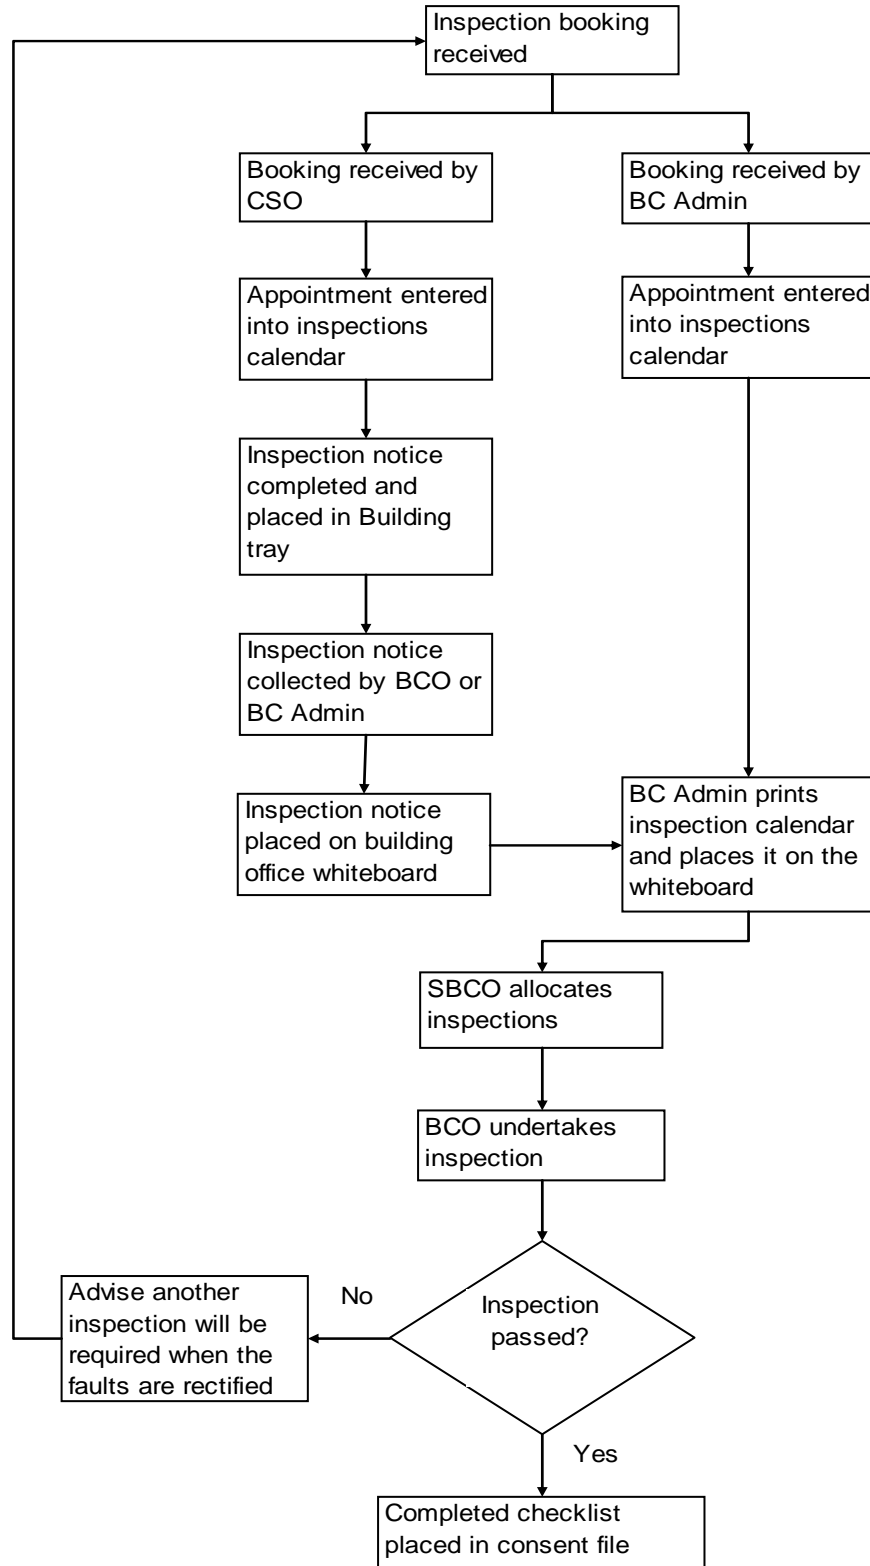 Inspection booking
received
Booking received by
CSO
Booking received by
BC Admin
Appointment entered
into inspections
calendar
Appointment entered
into inspections
calendar
Inspection notice
completed and
placed in Building
tray
Inspection notice
collected by BCO or
BC Admin
Inspection notice
placed on building
office whiteboard
BC Admin prints
inspection calendar
and places it on the
whiteboard
SBCO allocates
inspections
BCO undertakes
inspection
Inspection
passed?
No
Advise another
inspection will be
required when the
faults are rectified
Yes
Completed checklist
placed in consent file